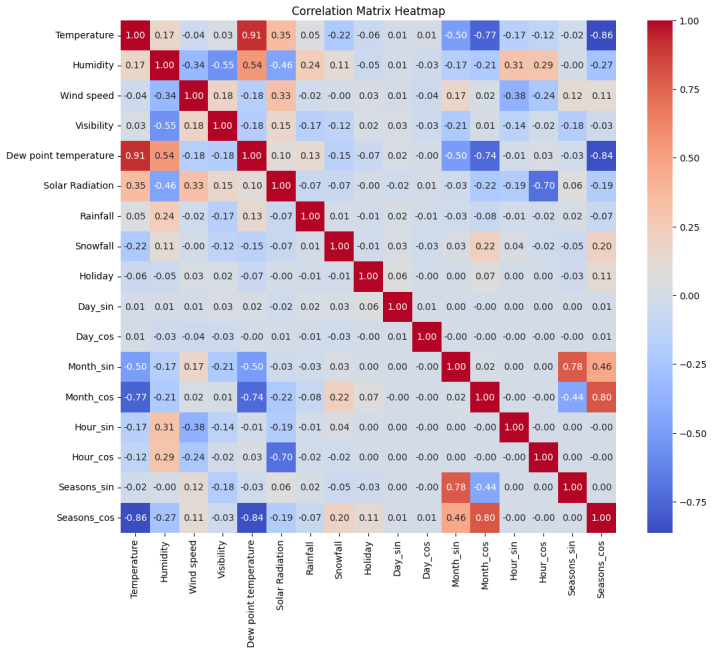 Correlation Matrix Heatmap
Temperature 1.00 0.17 -0.04 0.03 0.91 0.35 0.05 -0.22 -0.06 0.01 0.01 -0.50 -0.77 -0.17 -0.12 -0.02 -0.86
Humidity 0.17 1.00 -0.34 -0.55 0.54 -0.46 0.24 0.11 -0.05 0.01 -0.03 -0.17 -0.21 0.31 0.29 -0.00 -0.27
Wind speed -0.04 -0.34 1.00 0.18 -0.18 0.33 -0.02 -0.00 0.03 0.01 -0.04 0.17 0.02 -0.38 -0.24 0.12 0.11
Visibility 0.03 -0.55 0.18 1.00 -0.18 0.15 -0.17 -0.12 0.02 0.03 -0.03 -0.21 0.01 -0.14 -0.02 -0.18 -0.03
Dew point temperature 0.91 0.54 -0.18 -0.18 1.00 0.10 0.13 -0.15 -0.07 0.02 -0.00 -0.50 -0.74 -0.01 0.03 -0.03 -0.84
Solar Radiation 0.35 -0.46 0.33 0.15 0.10 1.00 -0.07 -0.07 -0.00 -0.02 0.01 -0.03 -0.22 -0.19 -0.70 0.06 -0.19
Rainfall 0.05 0.24 -0.02 -0.17 0.13 -0.07 1.00 0.01 -0.01 0.02 -0.01 -0.03 -0.08 -0.01 -0.02 0.02 -0.07
Snowfall -0.22 0.11 -0.00 -0.12 -0.15 -0.07 0.01 1.00 -0.01 0.03 -0.03 0.03 0.22 0.04 -0.02 -0.05 0.20
Holiday -0.06 -0.05 0.03 0.02 -0.07 -0.00 -0.01 -0.01 1.00 0.06 -0.00 0.00 0.07 0.00 0.00 -0.03 0.11
Day_sin 0.01 0.01 0.01 0.03 0.02 -0.02 0.02 0.03 0.06 1.00 0.01 0.00 -0.00 -0.00 0.00 0.00 0.01
Day_cos 0.01 -0.03 -0.04 -0.03 -0.00 0.01 -0.01 -0.03 -0.00 0.01 1.00 -0.00 -0.00 -0.00 -0.00 -0.00 0.01
Month_sin -0.50 -0.17 0.17 -0.21 -0.50 -0.03 -0.03 0.03 0.00 0.00 -0.00 1.00 0.02 0.00 0.00 0.78 0.46
Month_cos -0.77 -0.21 0.02 0.01 -0.74 -0.22 -0.08 0.22 0.07 -0.00 -0.00 0.02 1.00 -0.00 -0.00 -0.44 0.80
Hour_sin -0.17 0.31 -0.38 -0.14 -0.01 -0.19 -0.01 0.04 0.00 -0.00 -0.00 0.00 -0.00 1.00 -0.00 0.00 -0.00
Hour_cos -0.12 0.29 -0.24 -0.02 0.03 -0.70 -0.02 -0.02 0.00 0.00 -0.00 0.00 -0.00 -0.00 1.00 0.00 -0.00
Seasons_sin -0.02 -0.00 0.12 -0.18 -0.03 0.06 0.02 -0.05 -0.03 0.00 -0.00 0.78 -0.44 0.00 0.00 1.00 0.00
Seasons_cos -0.86 -0.27 0.11 -0.03 -0.84 -0.19 -0.07 0.20 0.11 0.01 0.01 0.46 0.80 -0.00 -0.00 0.00 1.00
Temperature
Humidity
Wind speed
Visibility
Dew point temperature
Solar Radiation
Rainfall
Snowfall
Holiday
Day_sin
Day_cos
Month_sin
Month_cos
Hour_sin
Hour_cos
Seasons_sin
Seasons_cos
1.00
0.75
0.50
0.25
0.00
−0.25
−0.50
−0.75